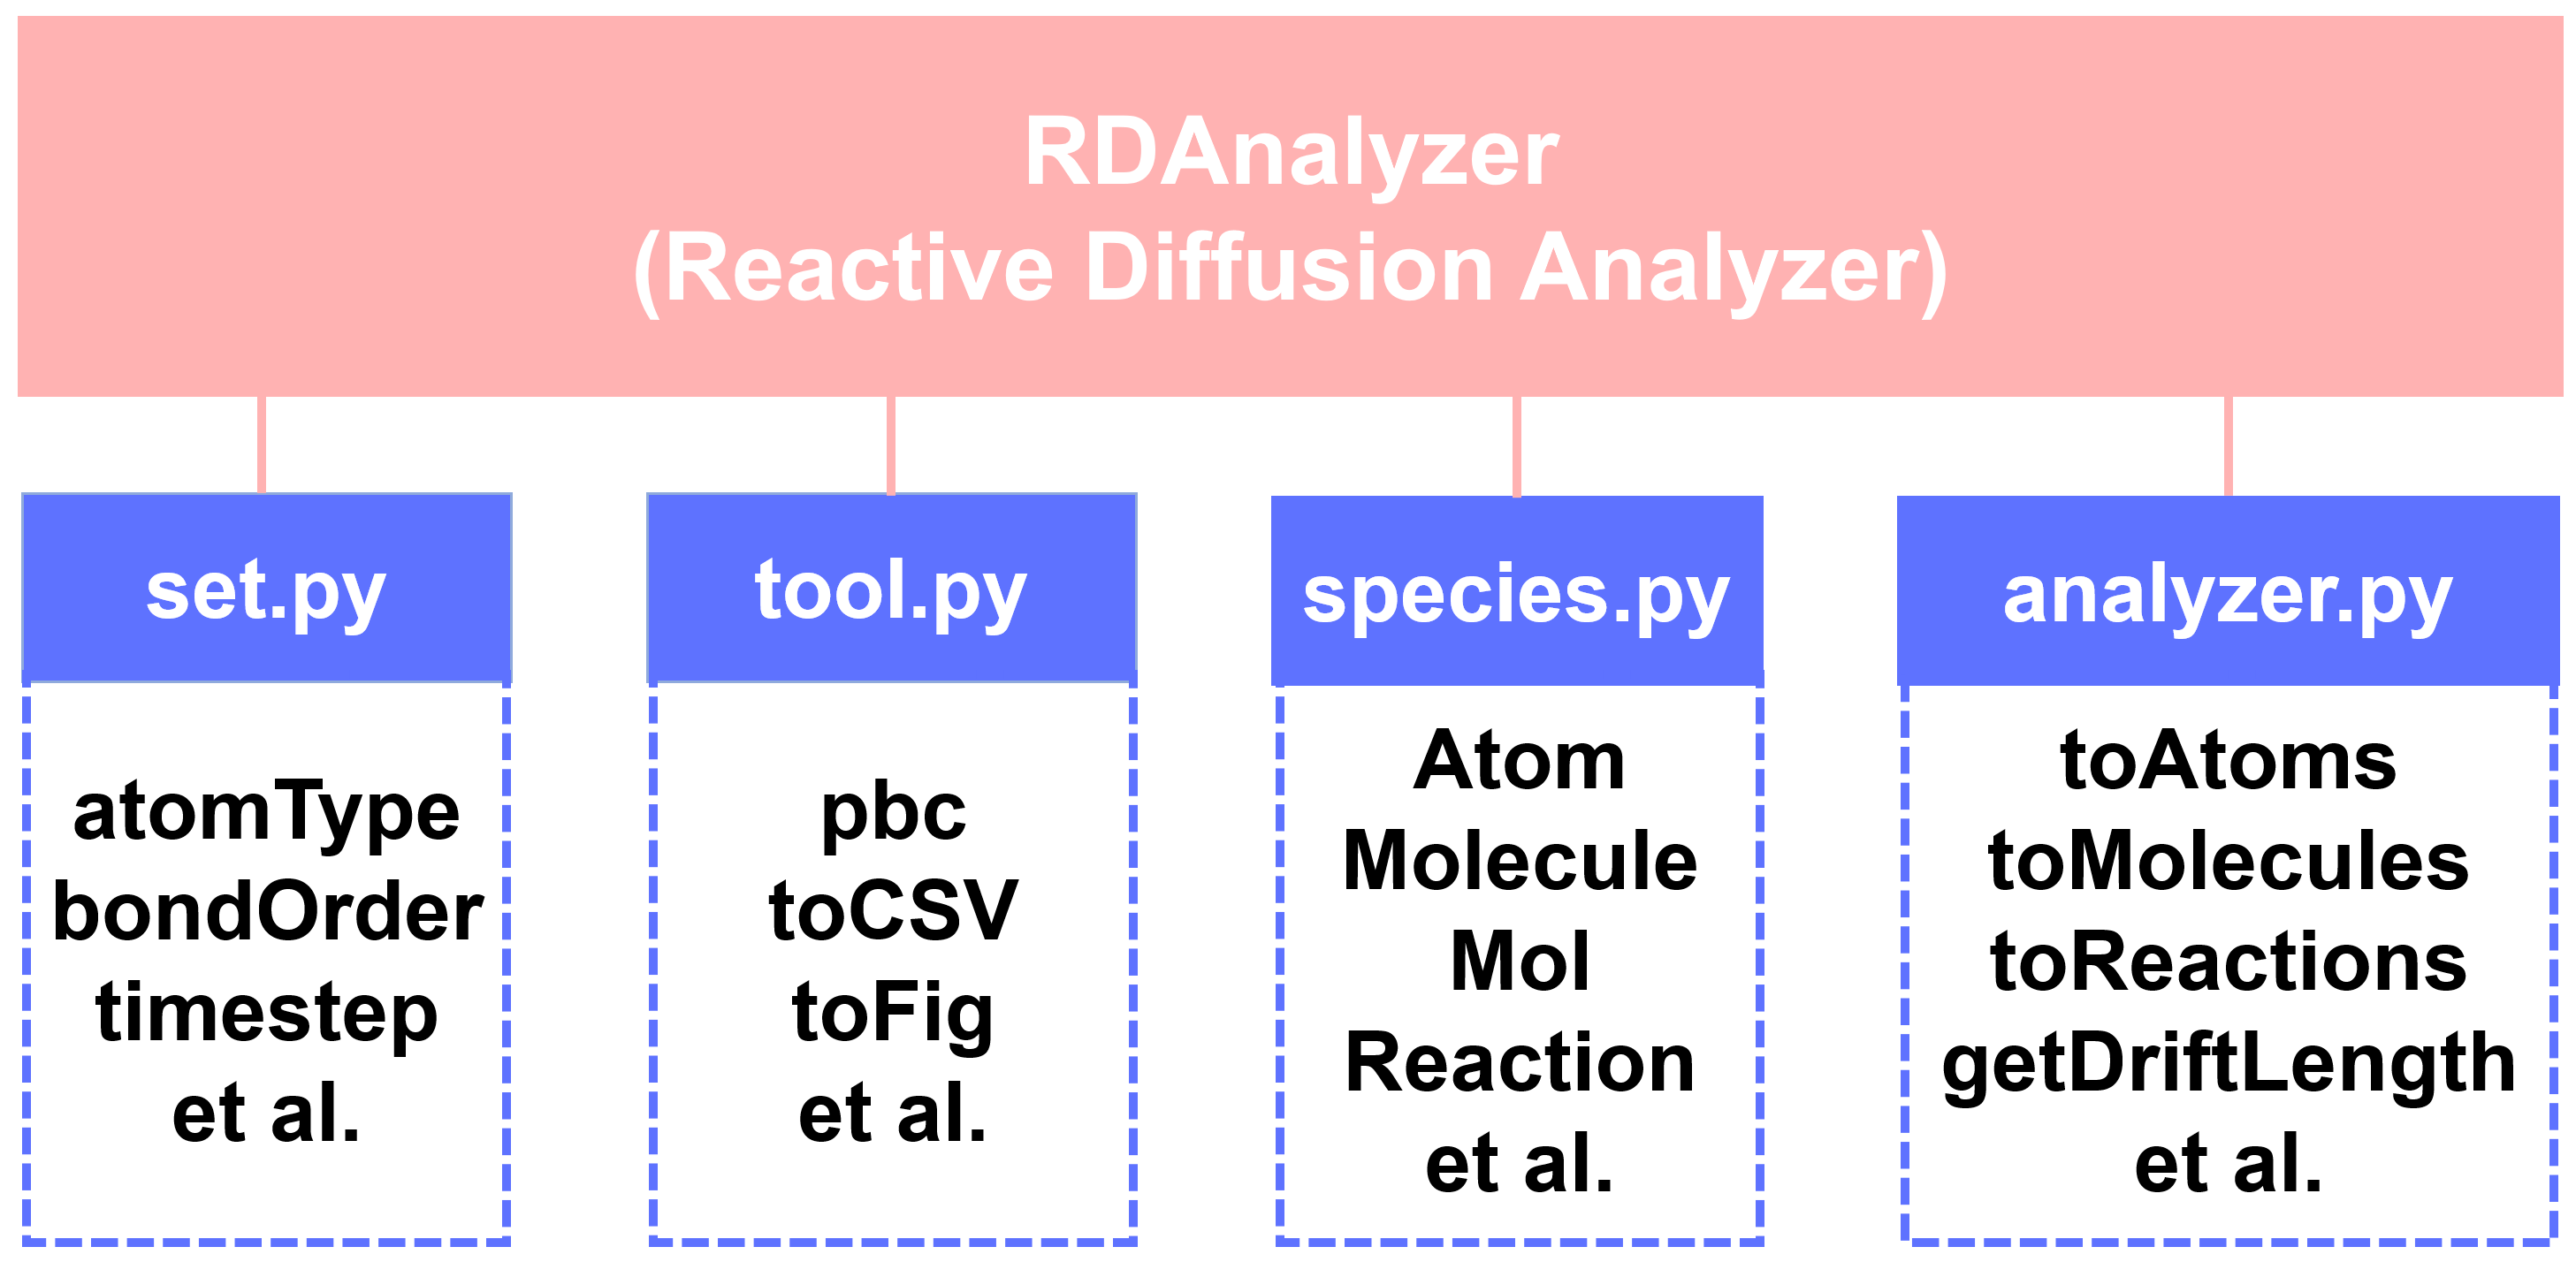 RDAnalyzer
(Reactive Diffusion Analyzer)
set.py
atomType
bondOrder
timestep
et al.
tool.py
pbc
toCSV
toFig
et al.
species.py
Atom
Molecule
Mol
Reaction
et al.
analyzer.py
toAtoms
toMolecules
toReactions
getDriftLength
et al.